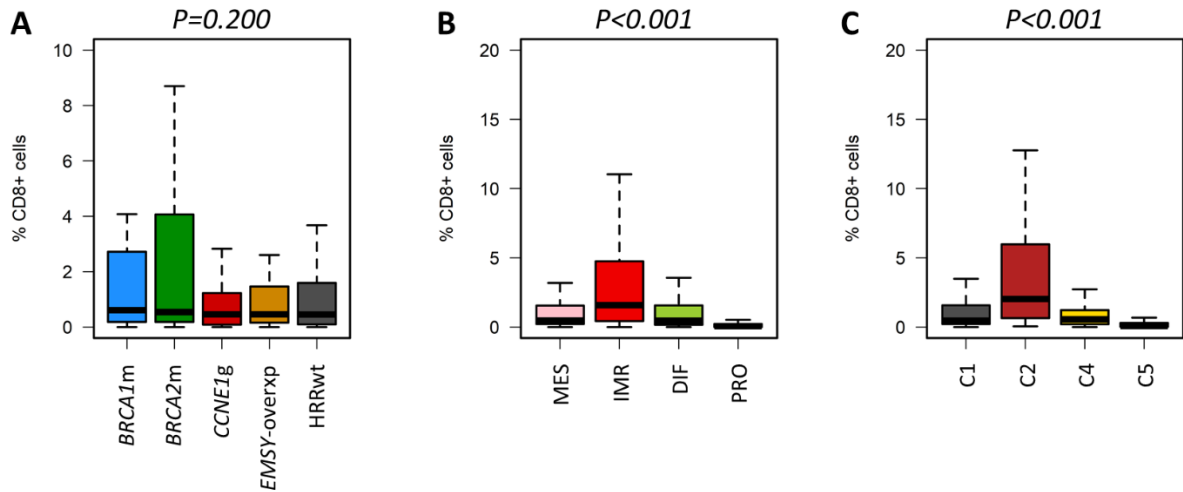 A
P=0.200
10
8
6
4
2
0
% CD8+ cells
BRCA1m
BRCA2m
CCNE1g
EMSY-overxp
HRRwt
B
P<0.001
20
15
10
5
0
% CD8+ cells
MES
IMR
DIF
PRO
C
P<0.001
20
15
10
5
0
% CD8+ cells
C1
C2
C4
C5